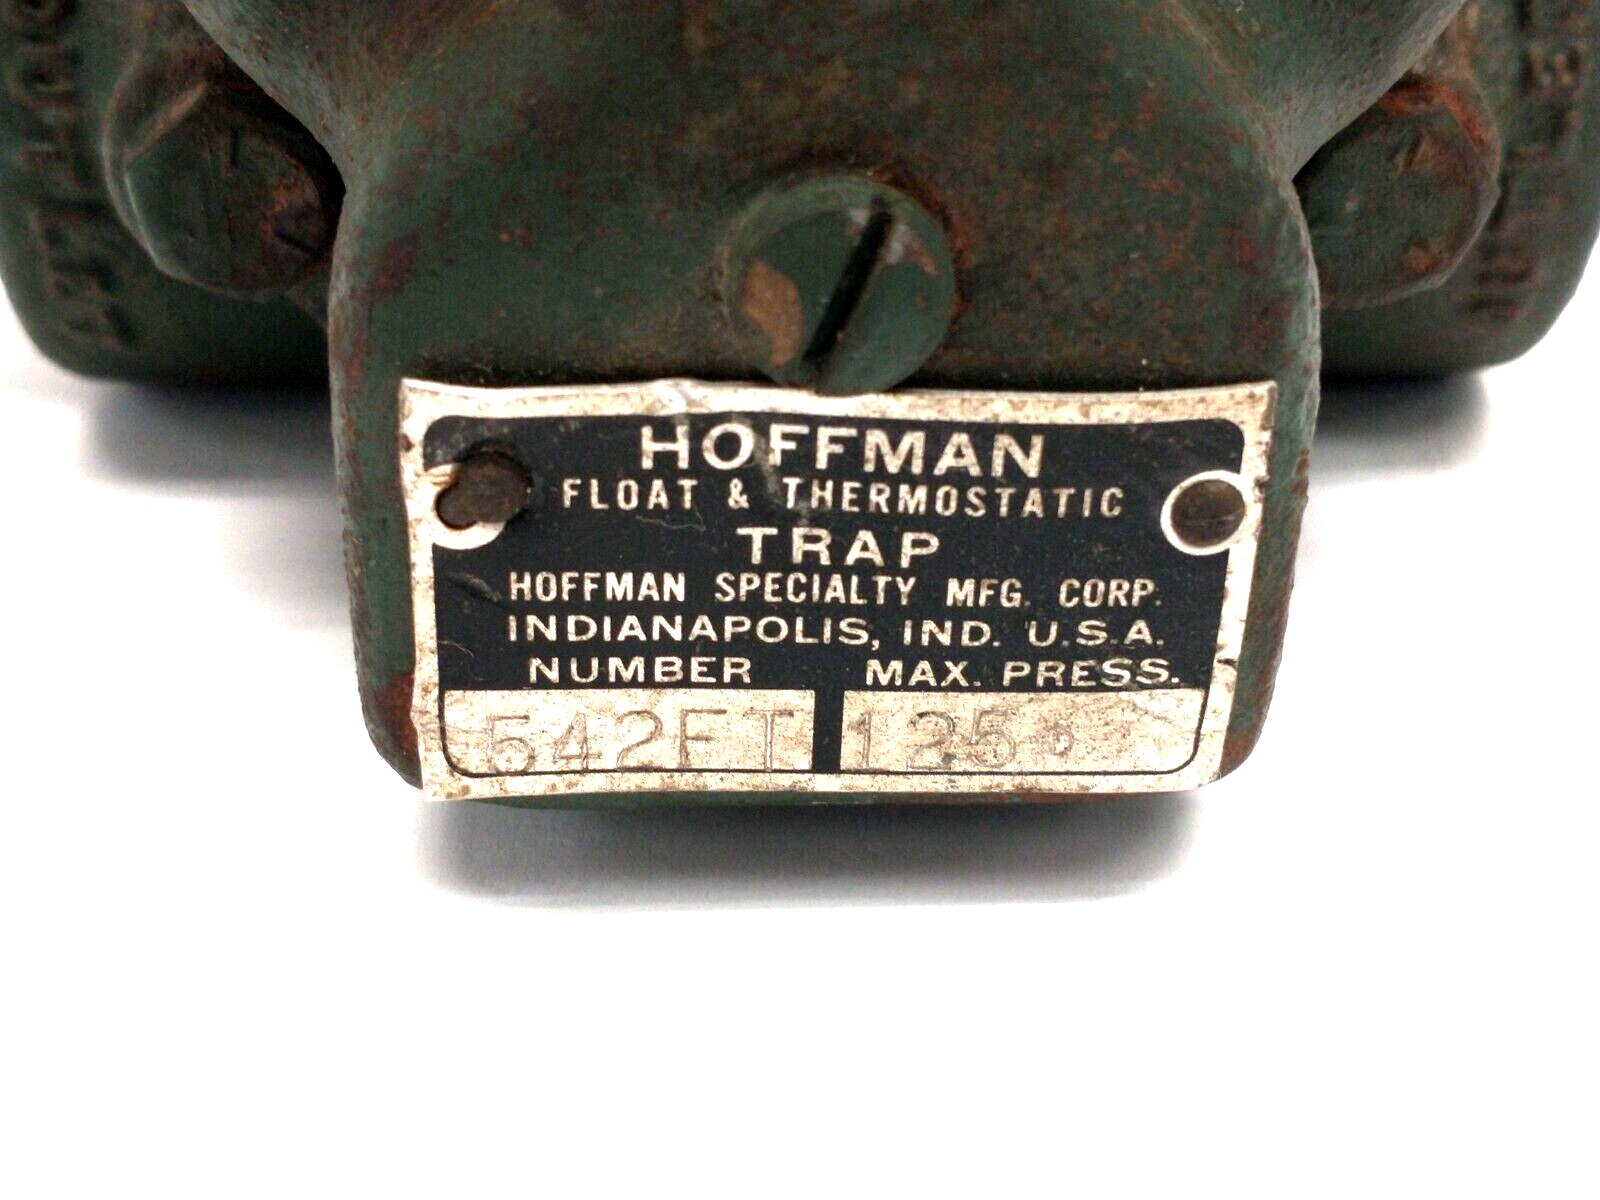 HOFFMAN
FLOAT & THERMOSTATIC
TRAP
HOFFMAN SPECIALTY MFG. CORP.
INDIANAPOLIS, IND. U.S.A.
NUMBER MAX. PRESS.
542FT 125